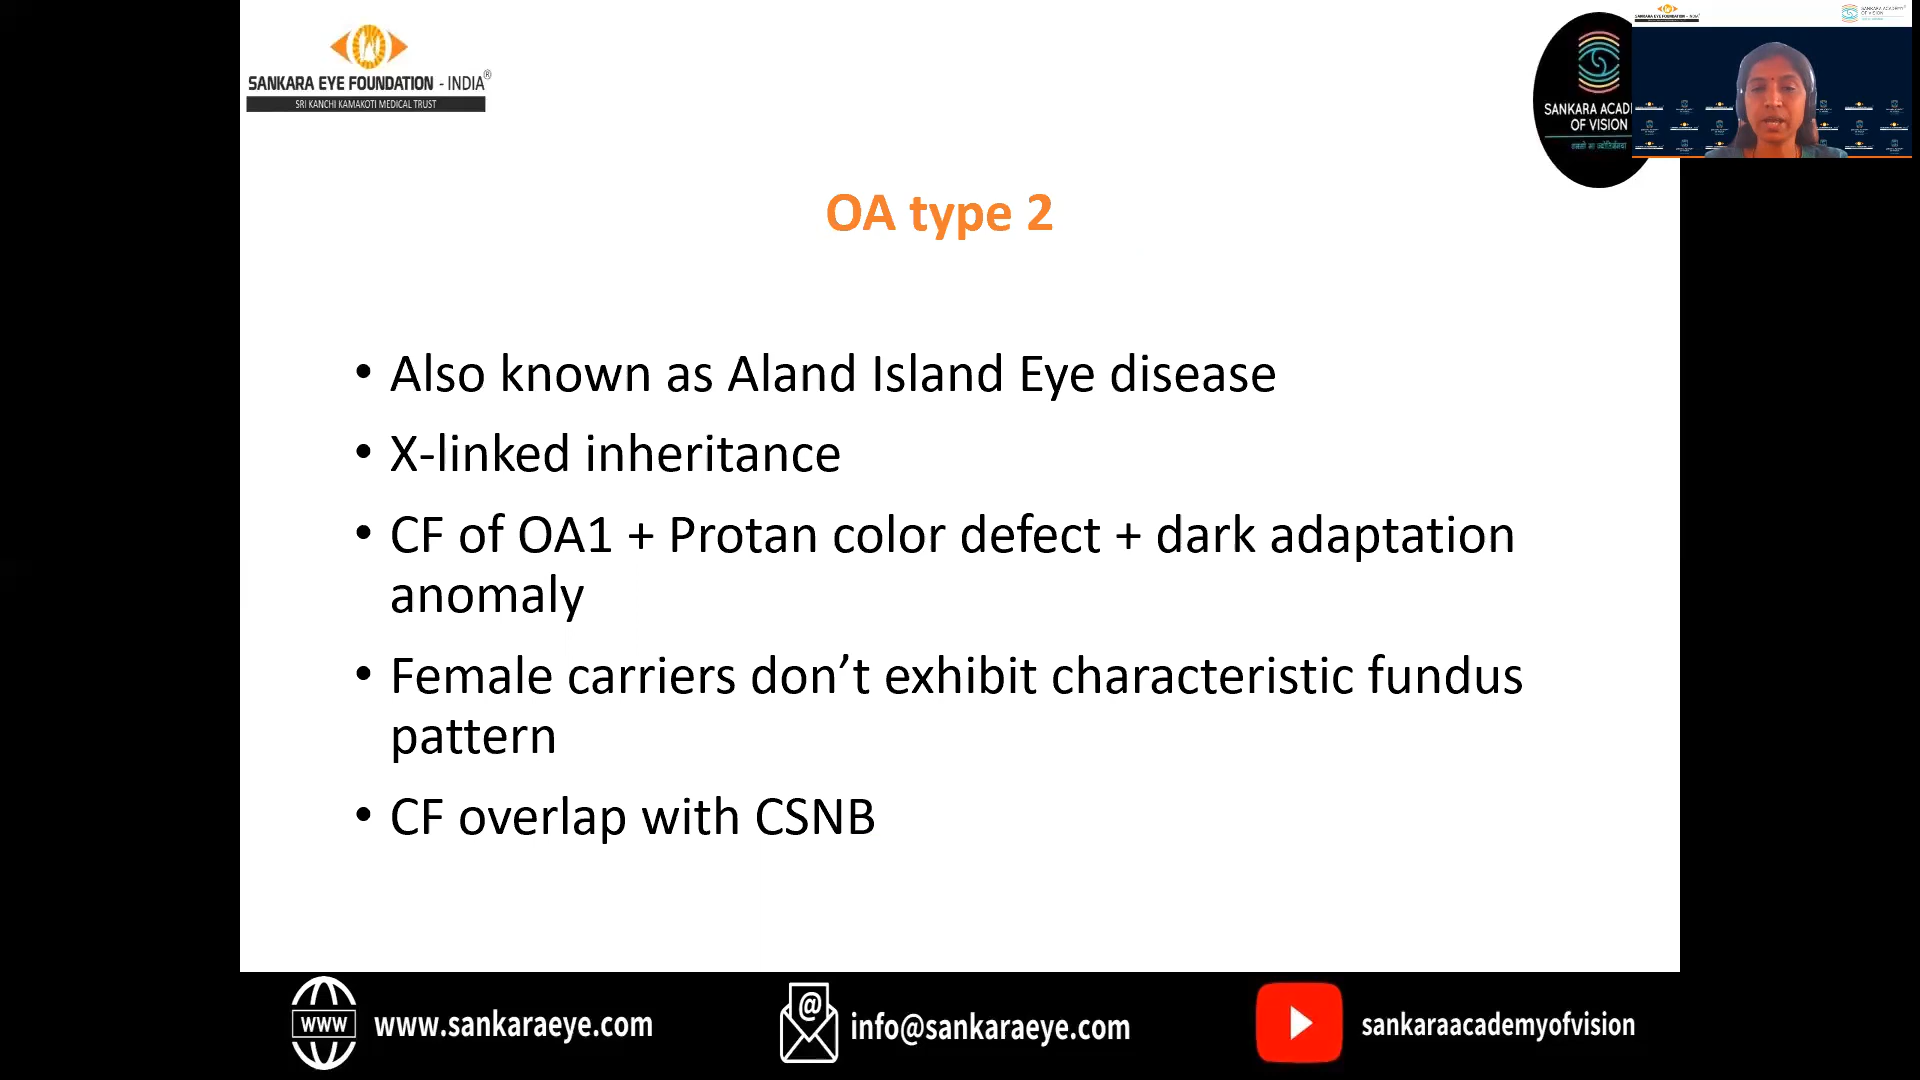 SANKARA EYE FOUNDATION - INDIA®
SRI KANCHI KAMAKOTI MEDICAL TRUST
SANKARA ACAD
OF VISION
OA type 2
• Also known as Aland Island Eye disease
• X-linked inheritance
• CF of OA1 + Protan color defect + dark adaptation
anomaly
• Female carriers don’t exhibit characteristic fundus
pattern
• CF overlap with CSNB
www www.sankaraeye.com
@ info@sankaraeye.com
sankaraacademyofvision